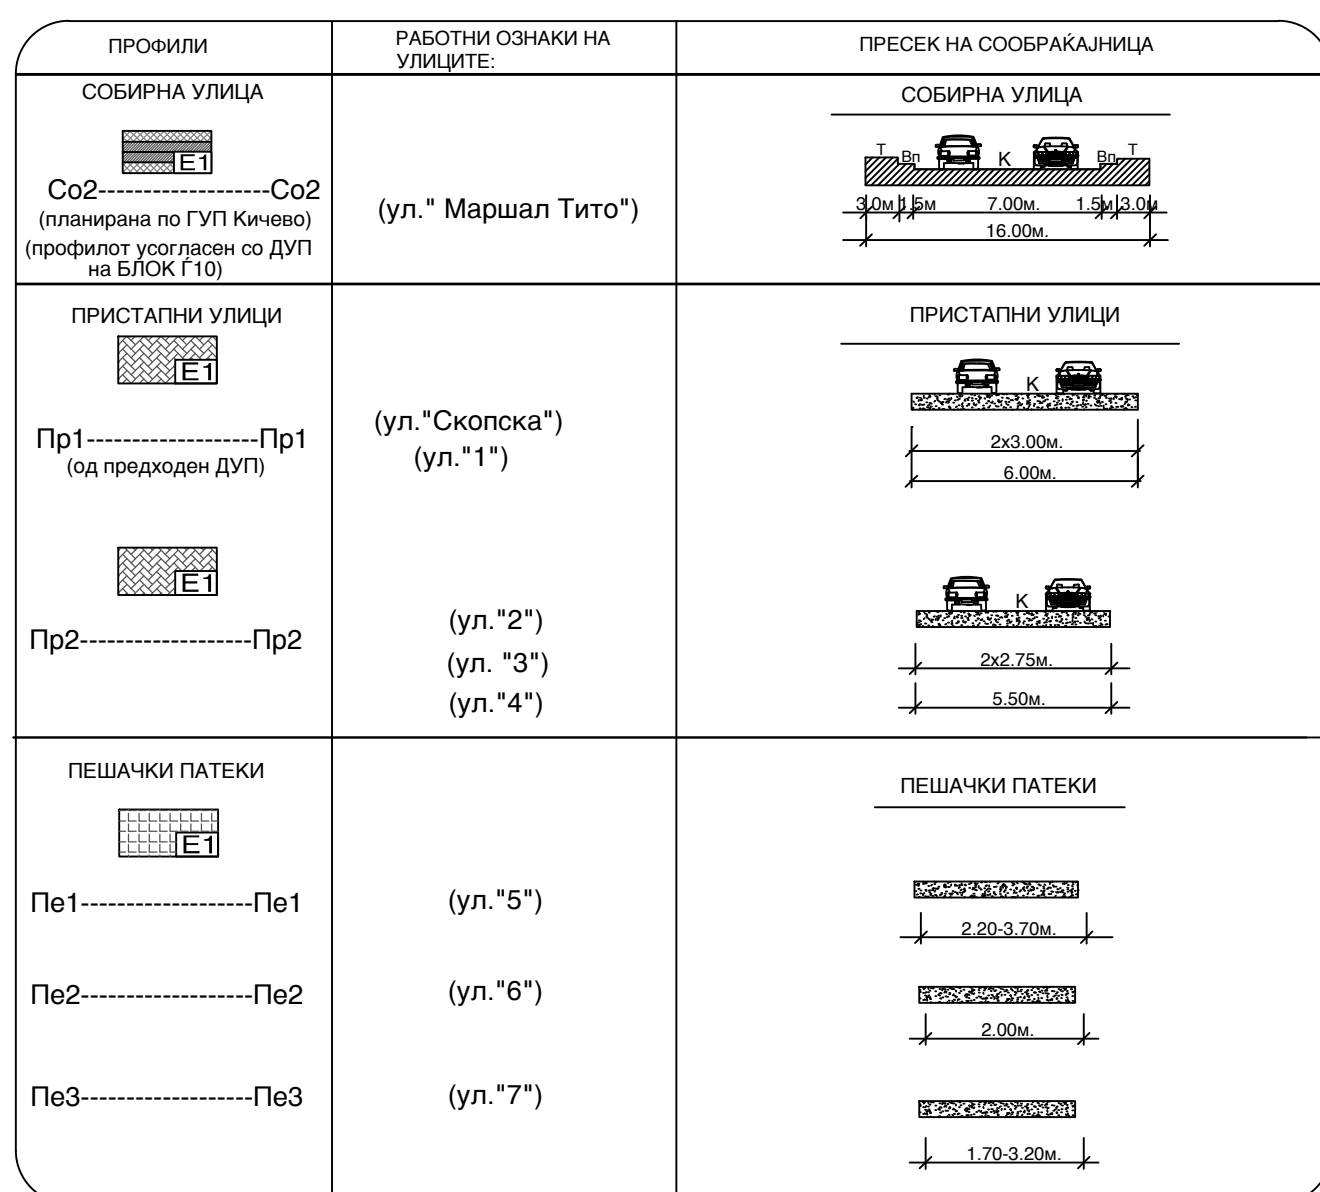 ПРОФИЛИ
РАБОТНИ ОЗНАКИ НА
УЛИЦИТЕ:
ПРЕСЕК НА СООБРАЌАЈНИЦА
СОБИРНА УЛИЦА
E1
Со2-------------------Со2
(планирана по ГУП Кичево)
(профилот усогласен со ДУП
на БЛОК Ѓ10)
(ул." Маршал Тито")
СОБИРНА УЛИЦА
Т Вп К Вп Т
3.0м 1.5м 7.00м. 1.5м 3.0м
16.00м.
ПРИСТАПНИ УЛИЦИ
E1
Пр1-------------------Пр1
(од предходен ДУП)
(ул."Скопска")
(ул."1")
ПРИСТАПНИ УЛИЦИ
К
2x3.00м.
6.00м.
E1
Пр2-------------------Пр2
(ул."2")
(ул. "3")
(ул."4")
К
2x2.75м.
5.50м.
ПЕШАЧКИ ПАТЕКИ
E1
ПЕШАЧКИ ПАТЕКИ
Пе1-------------------Пе1
(ул."5")
2.20-3.70м.
Пе2-------------------Пе2
(ул."6")
2.00м.
Пе3-------------------Пе3
(ул."7")
1.70-3.20м.